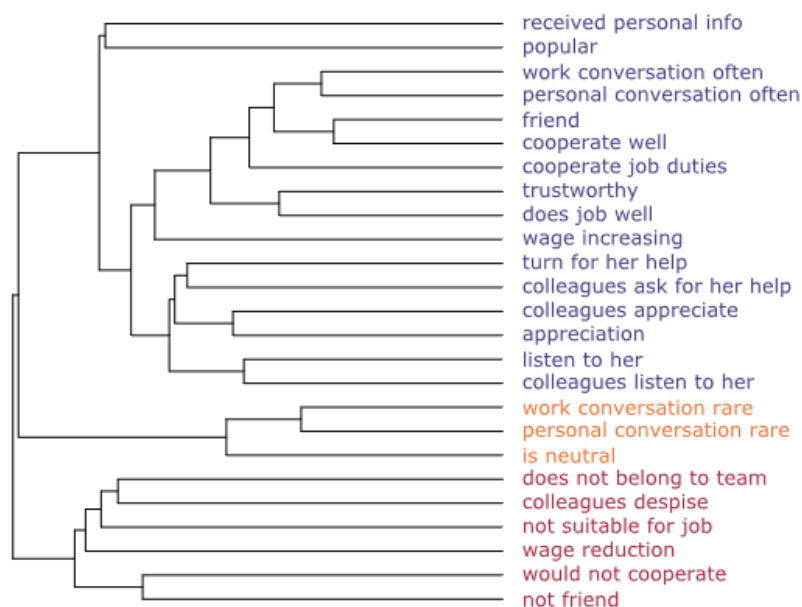 received personal info
popular
work conversation often
personal conversation often
friend
cooperate well
cooperate job duties
trustworthy
does job well
wage increasing
turn for her help
colleagues ask for her help
colleagues appreciate
appreciation
listen to her
colleagues listen to her
work conversation rare
personal conversation rare
is neutral
does not belong to team
colleagues despise
not suitable for job
wage reduction
would not cooperate
not friend